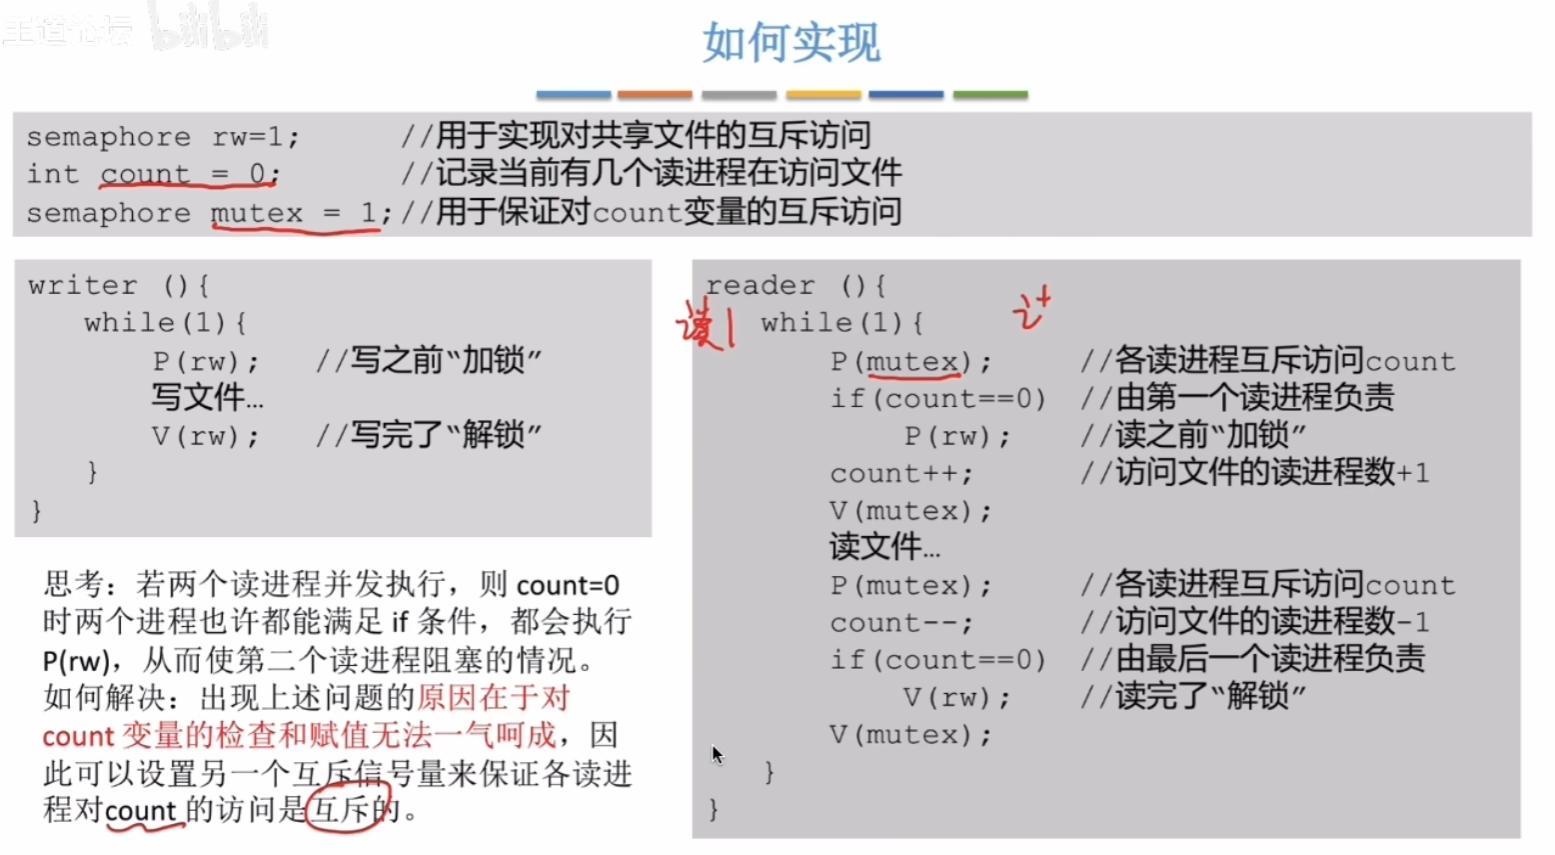 王道论坛 bilibili
如何实现
semaphore rw=1; //用于实现对共享文件的互斥访问
int count = 0; //记录当前有几个读进程在访问文件
semaphore mutex = 1;//用于保证对count变量的互斥访问
writer (){
while(1){
P(rw); //写之前“加锁”
写文件…
V(rw); //写完了“解锁”
}
}
思考：若两个读进程并发执行，则 count=0
时两个进程也许都能满足 if 条件，都会执行
P(rw)，从而使第二个读进程阻塞的情况。
如何解决：出现上述问题的原因在于对
count 变量的检查和赋值无法一气呵成，因
此可以设置另一个互斥信号量来保证各读进
程对count 的访问是互斥的。
reader (){
读1
while(1){
P(mutex); //各读进程互斥访问count
if(count==0) //由第一个读进程负责
P(rw); //读之前“加锁”
count++; //访问文件的读进程数+1
V(mutex);
读文件…
P(mutex); //各读进程互斥访问count
count--; //访问文件的读进程数-1
if(count==0) //由最后一个读进程负责
V(rw); //读完了“解锁”
V(mutex);
}
}